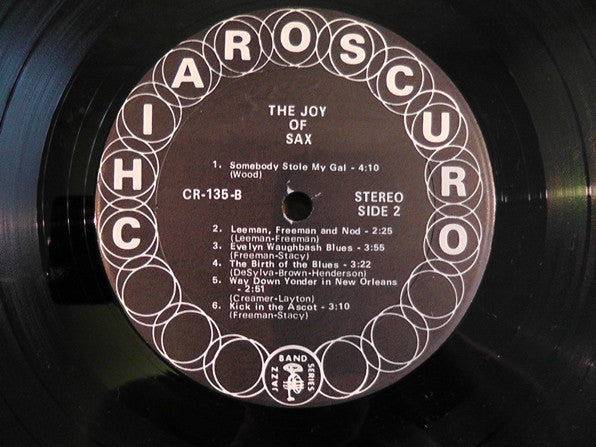 CHIAROSCURO
THE JOY
OF
SAX
1. Somebody Stole My Gal - 4:10
(Wood)
CR-135-B
STEREO
SIDE 2
2. Leeman, Freeman and Nod - 2:25
(Leeman-Freeman)
3. Evelyn Waughbash Blues - 3:55
(Freeman-Stacy)
4. The Birth of the Blues - 3:22
(DeSylva-Brown-Henderson)
5. Way Down Yonder in New Orleans
- 2:51
(Creamer-Layton)
6. Kick in the Ascot - 3:10
(Freeman-Stacy)
JAZZ BAND SERIES